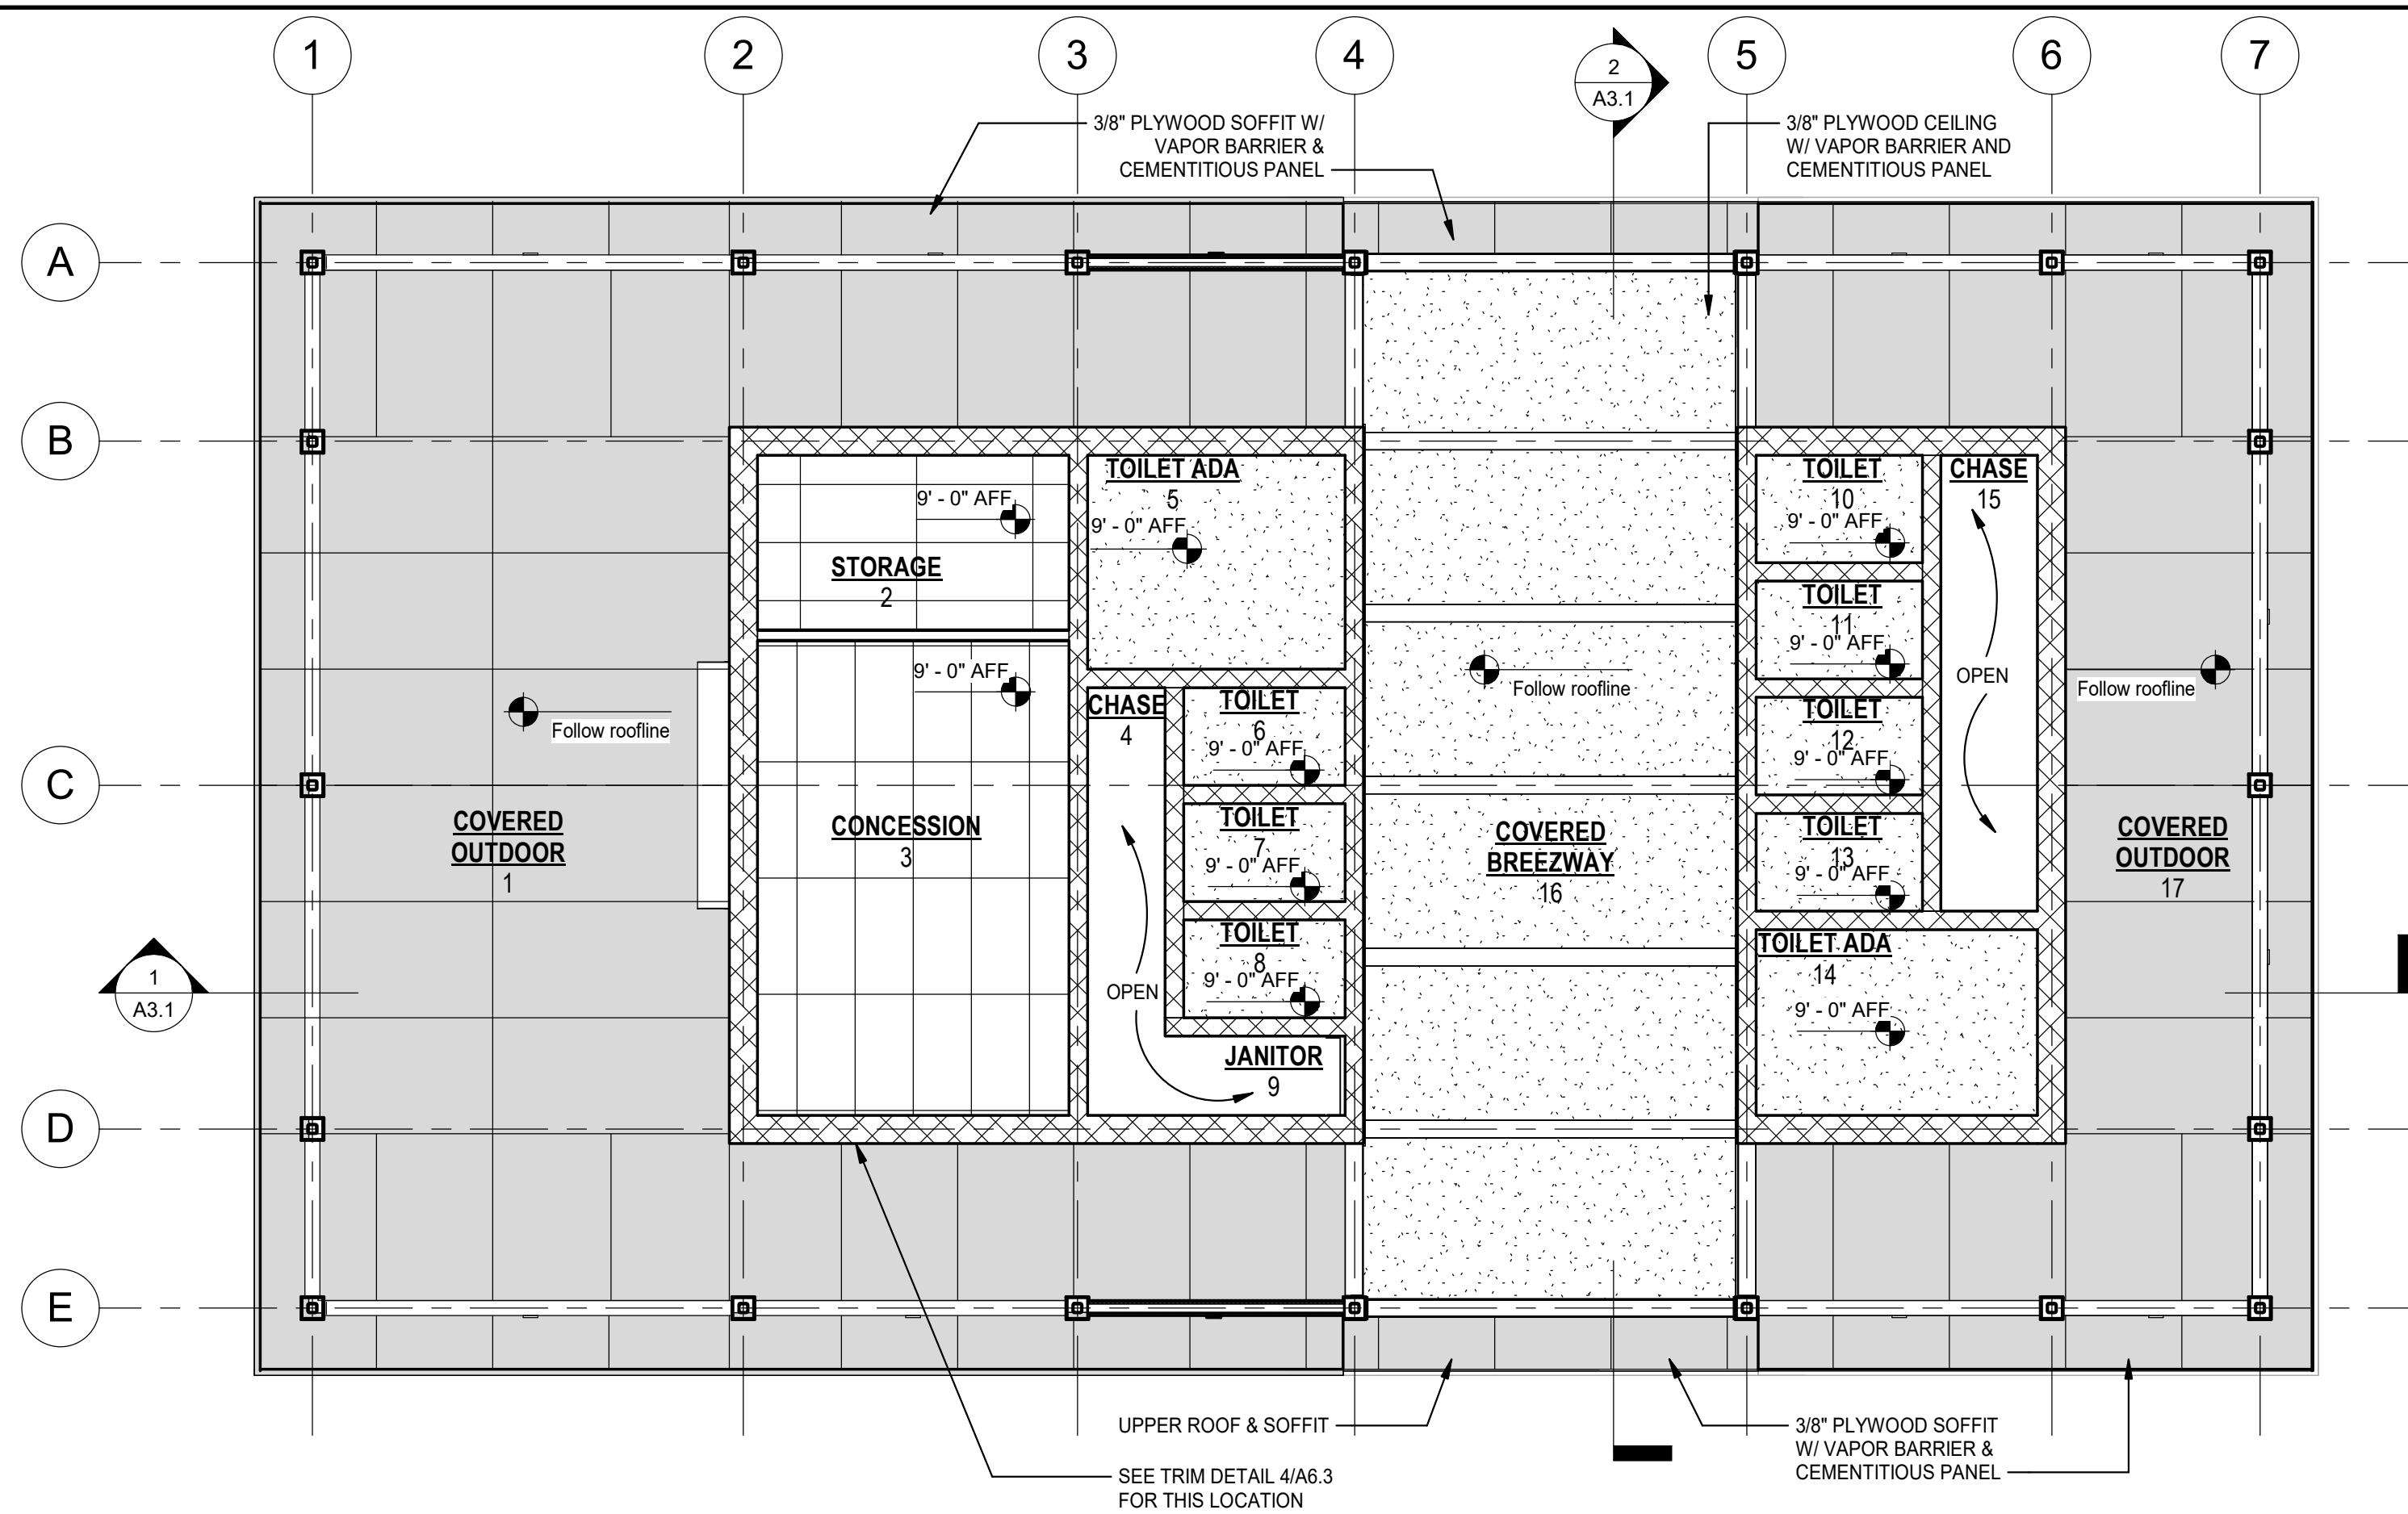 1
2
3
4
5
6
7
2
A3.1
3/8" PLYWOOD SOFFIT W/
VAPOR BARRIER &
CEMENTITIOUS PANEL
3/8" PLYWOOD CEILING
W/ VAPOR BARRIER AND
CEMENTITIOUS PANEL
A
B
C
D
E
TOILET ADA
5
9' - 0" AFF
9' - 0" AFF
STORAGE
2
9' - 0" AFF
CONCESSION
3
CHASE
4
OPEN
TOILET
6
9' - 0" AFF
TOILET
7
9' - 0" AFF
TOILET
8
9' - 0" AFF
JANITOR
9
Follow roofline
COVERED
OUTDOOR
1
1
A3.1
Follow roofline
COVERED
BREEZWAY
16
TOILET
10
9' - 0" AFF
TOILET
11
9' - 0" AFF
TOILET
12
9' - 0" AFF
TOILET
13
9' - 0" AFF
TOILET ADA
14
9' - 0" AFF
CHASE
15
OPEN
Follow roofline
COVERED
OUTDOOR
17
UPPER ROOF & SOFFIT
SEE TRIM DETAIL 4/A6.3
FOR THIS LOCATION
3/8" PLYWOOD SOFFIT
W/ VAPOR BARRIER &
CEMENTITIOUS PANEL